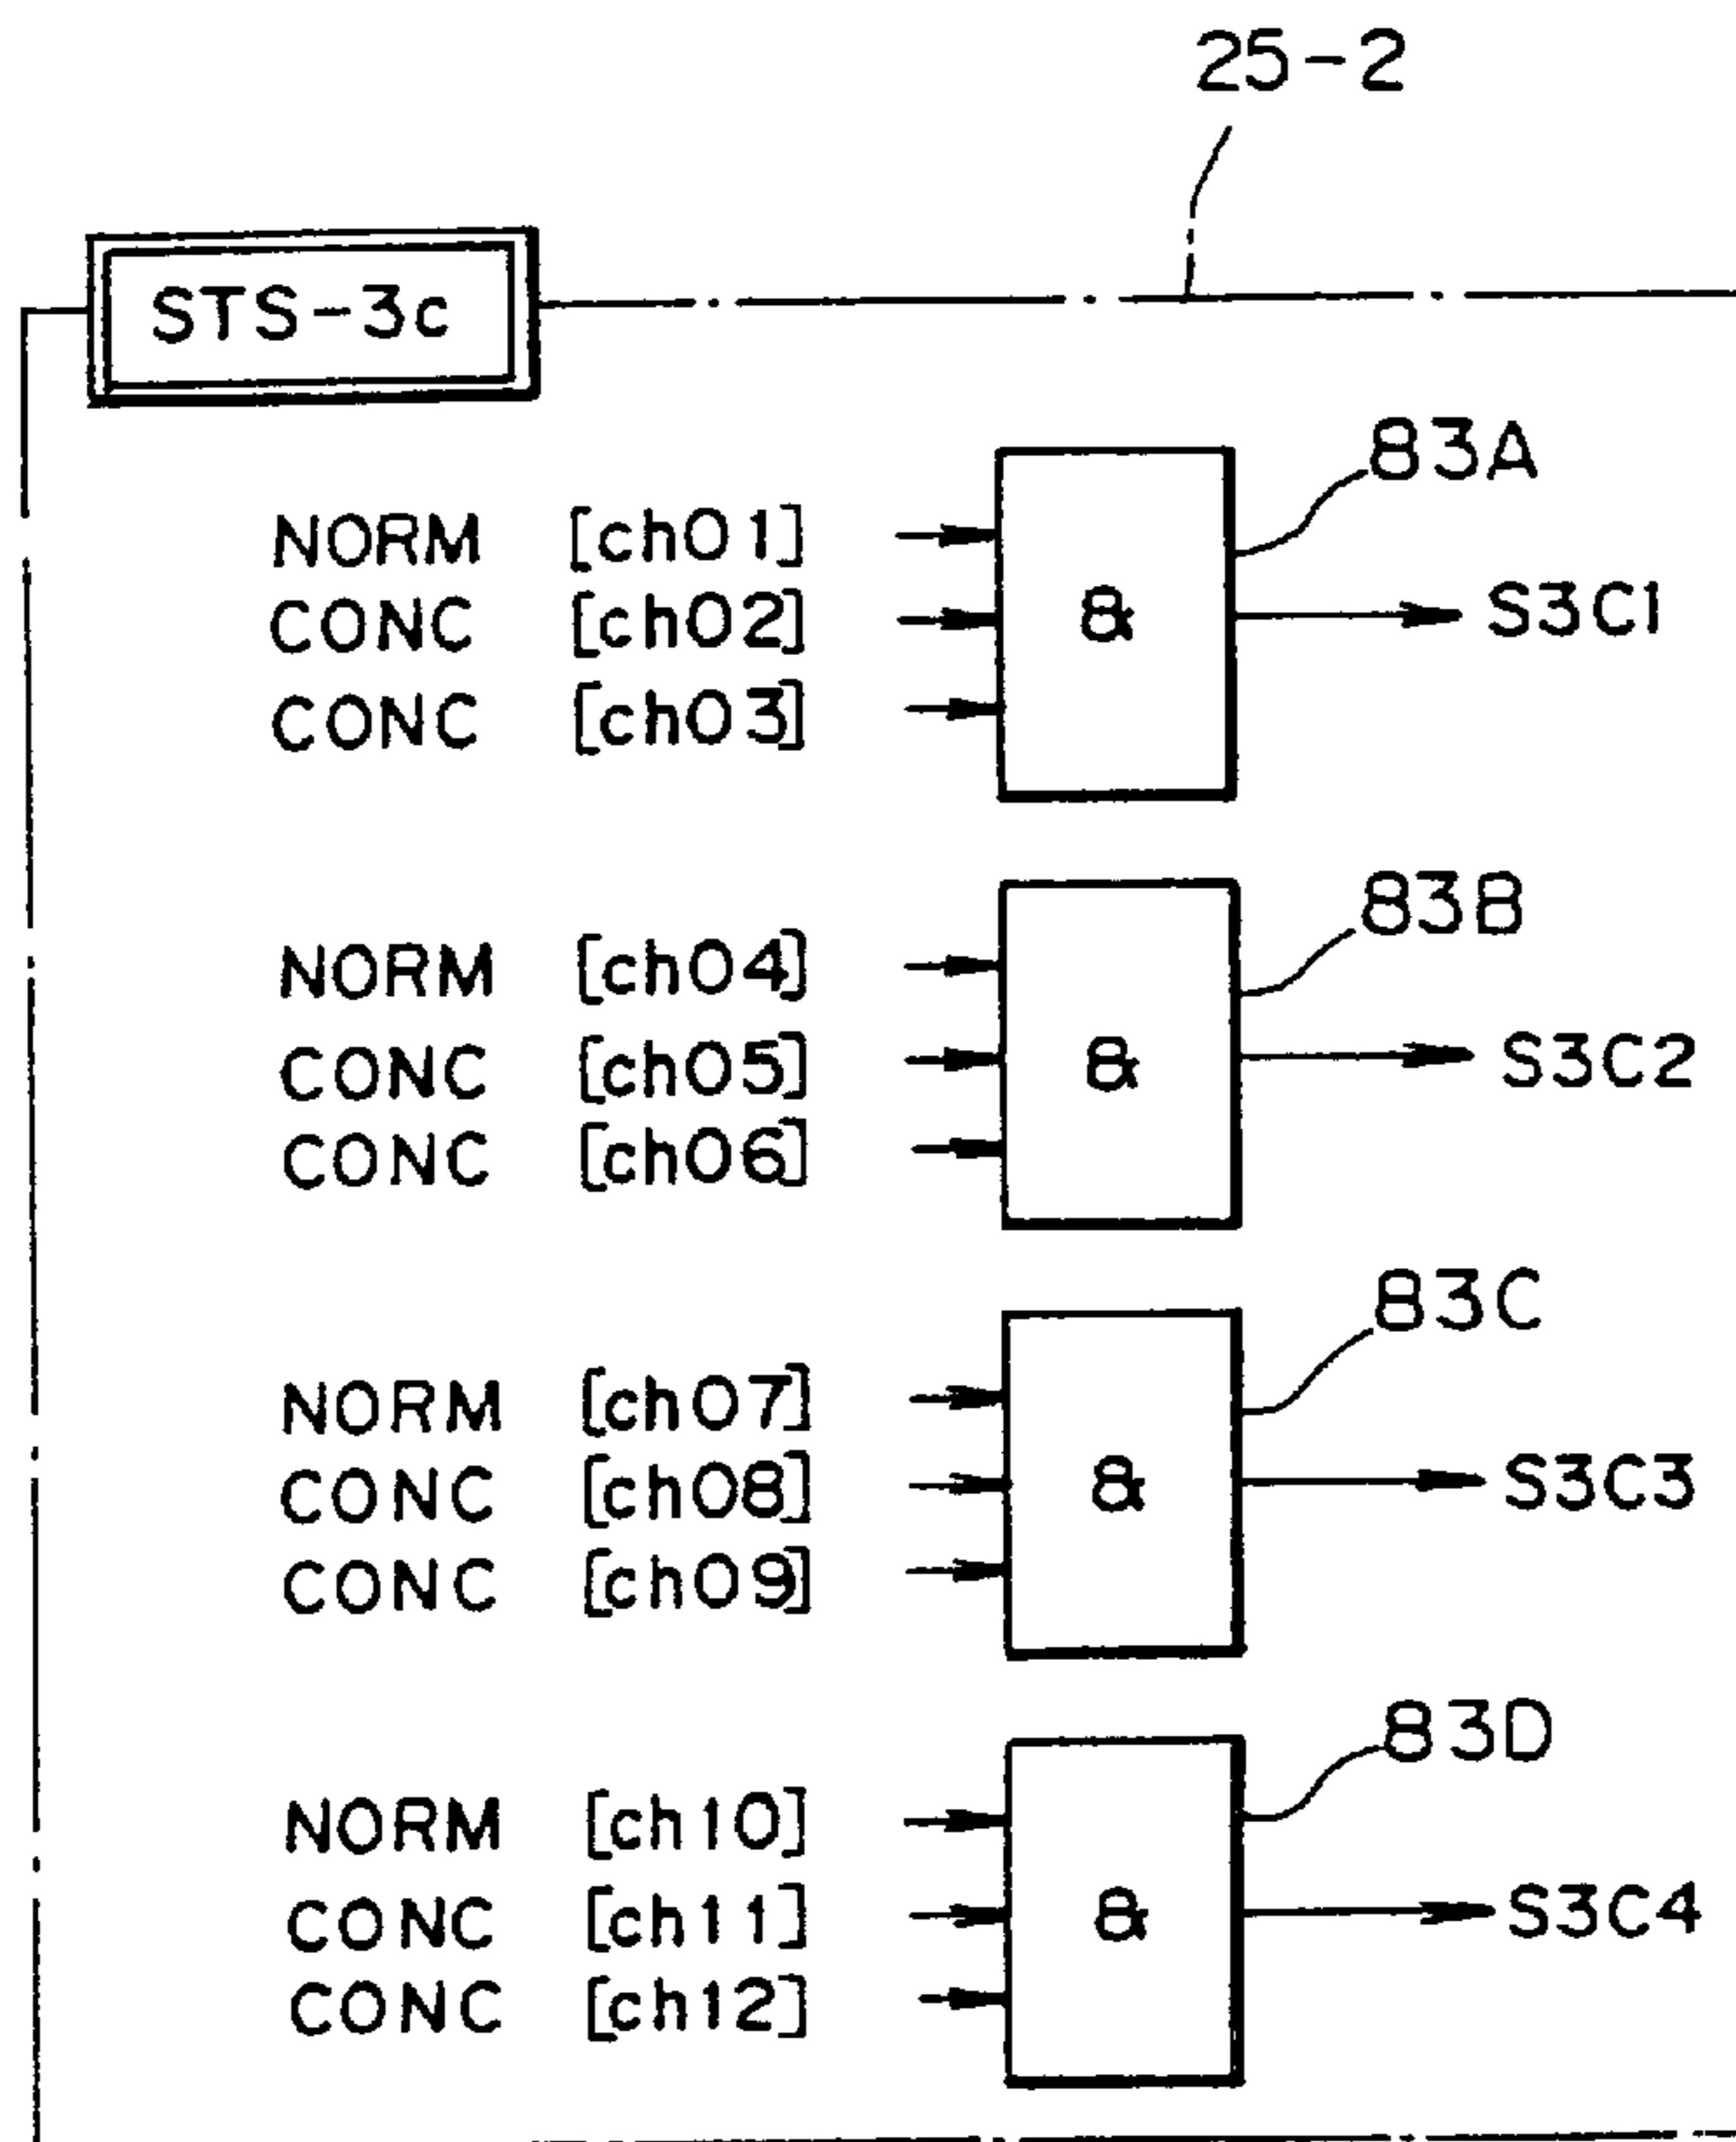 25-2
STS-3c
83A
NORM [ch01]
CONC [ch02] & S3C1
CONC [ch03]
83B
NORM [ch04]
CONC [ch05] & S3C2
CONC [ch06]
83C
NORM [ch07]
CONC [ch08] & S3C3
CONC [ch09]
83D
NORM [ch10]
CONC [ch11] & S3C4
CONC [ch12]